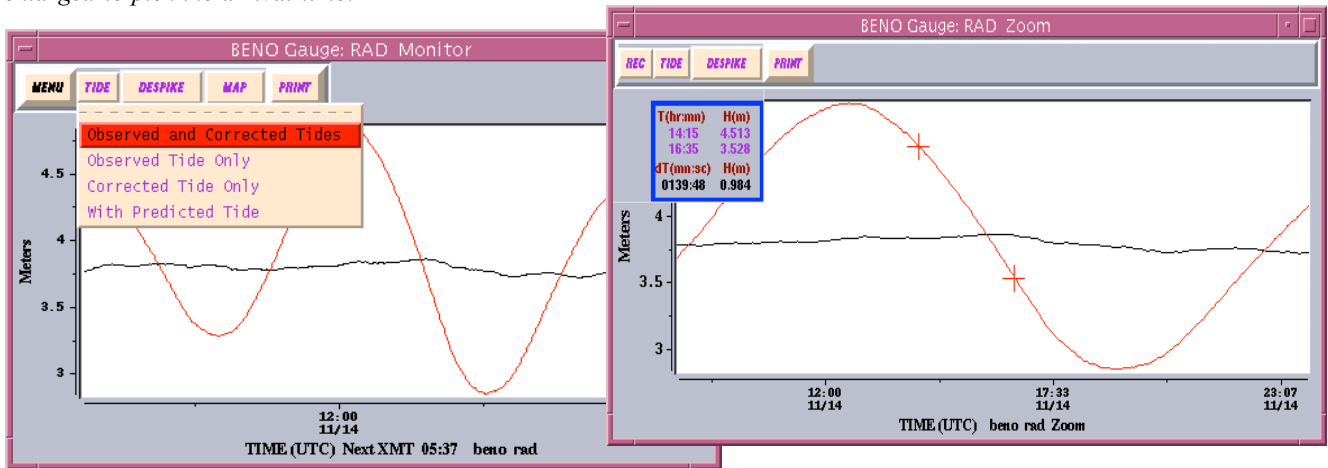 BENO Gauge: RAD Monitor
MENU TIDE DESPIKE MAP PRINT
Observed and Corrected Tides
Observed Tide Only
Corrected Tide Only
With Predicted Tide
4.5
4
3.5
3
Meters
12:00
11/14
TIME (UTC) Next XMT 05:37 beno rad
BENO Gauge: RAD Zoom
REC TIDE DESPIKE PRINT
T(hr:mn) H(m)
14:15 4.513
16:35 3.528
dT(mn:sc) H(m)
0139:48 0.984
4
3.5
3
Meters
12:00 17:33 23:07
11/14 11/14 11/14
TIME (UTC) beno rad Zoom